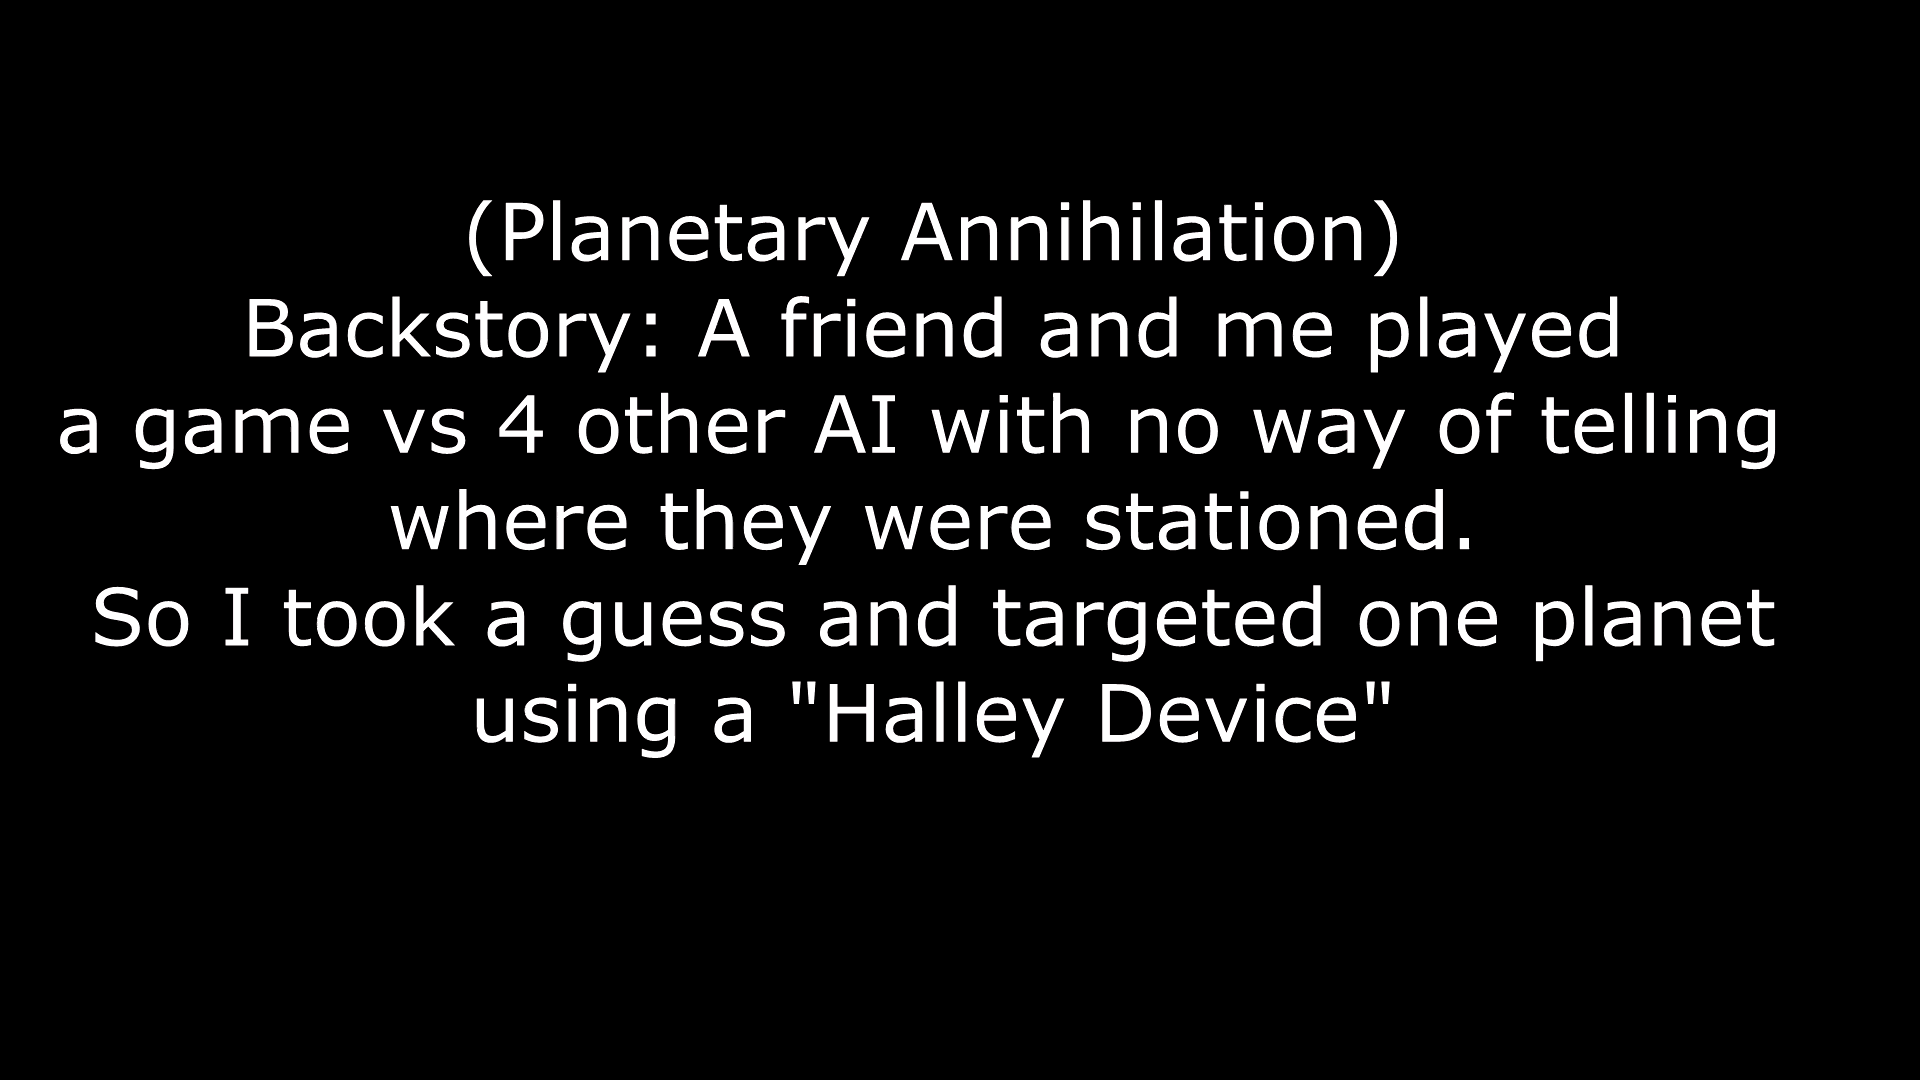 (Planetary Annihilation)
Backstory: A friend and me played
a game vs 4 other AI with no way of telling
where they were stationed.
So I took a guess and targeted one planet
using a "Halley Device"